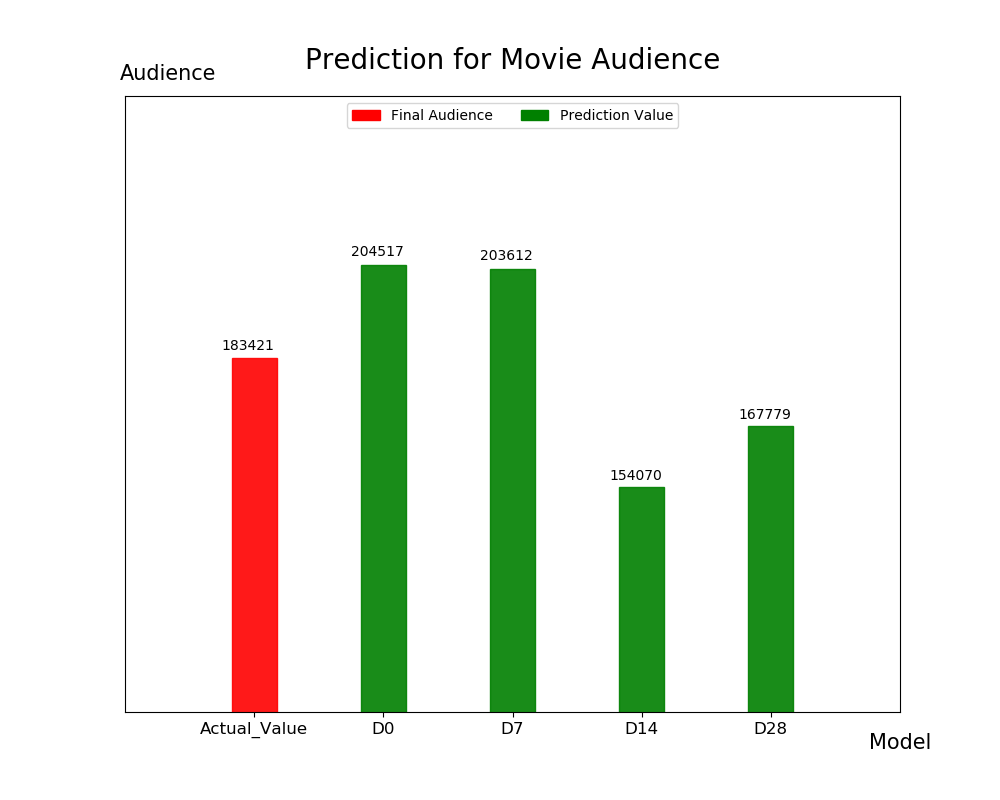 Prediction for Movie Audience
Audience
Final Audience
Prediction Value
204517
203612
183421
167779
154070
Actual_Value
D0
D7
D14
D28
Model